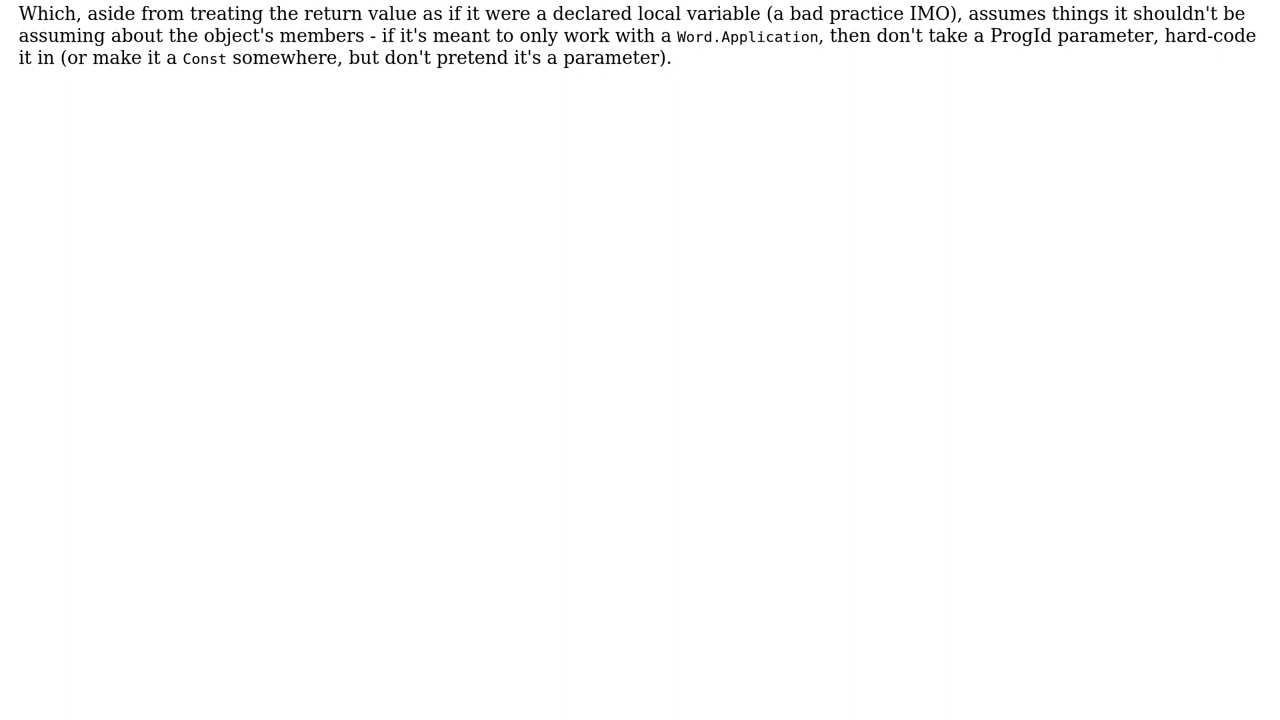 Which, aside from treating the return value as if it were a declared local variable (a bad practice IMO), assumes things it shouldn't be
assuming about the object's members - if it's meant to only work with a Word.Application, then don't take a ProgId parameter, hard-code
it in (or make it a Const somewhere, but don't pretend it's a parameter).